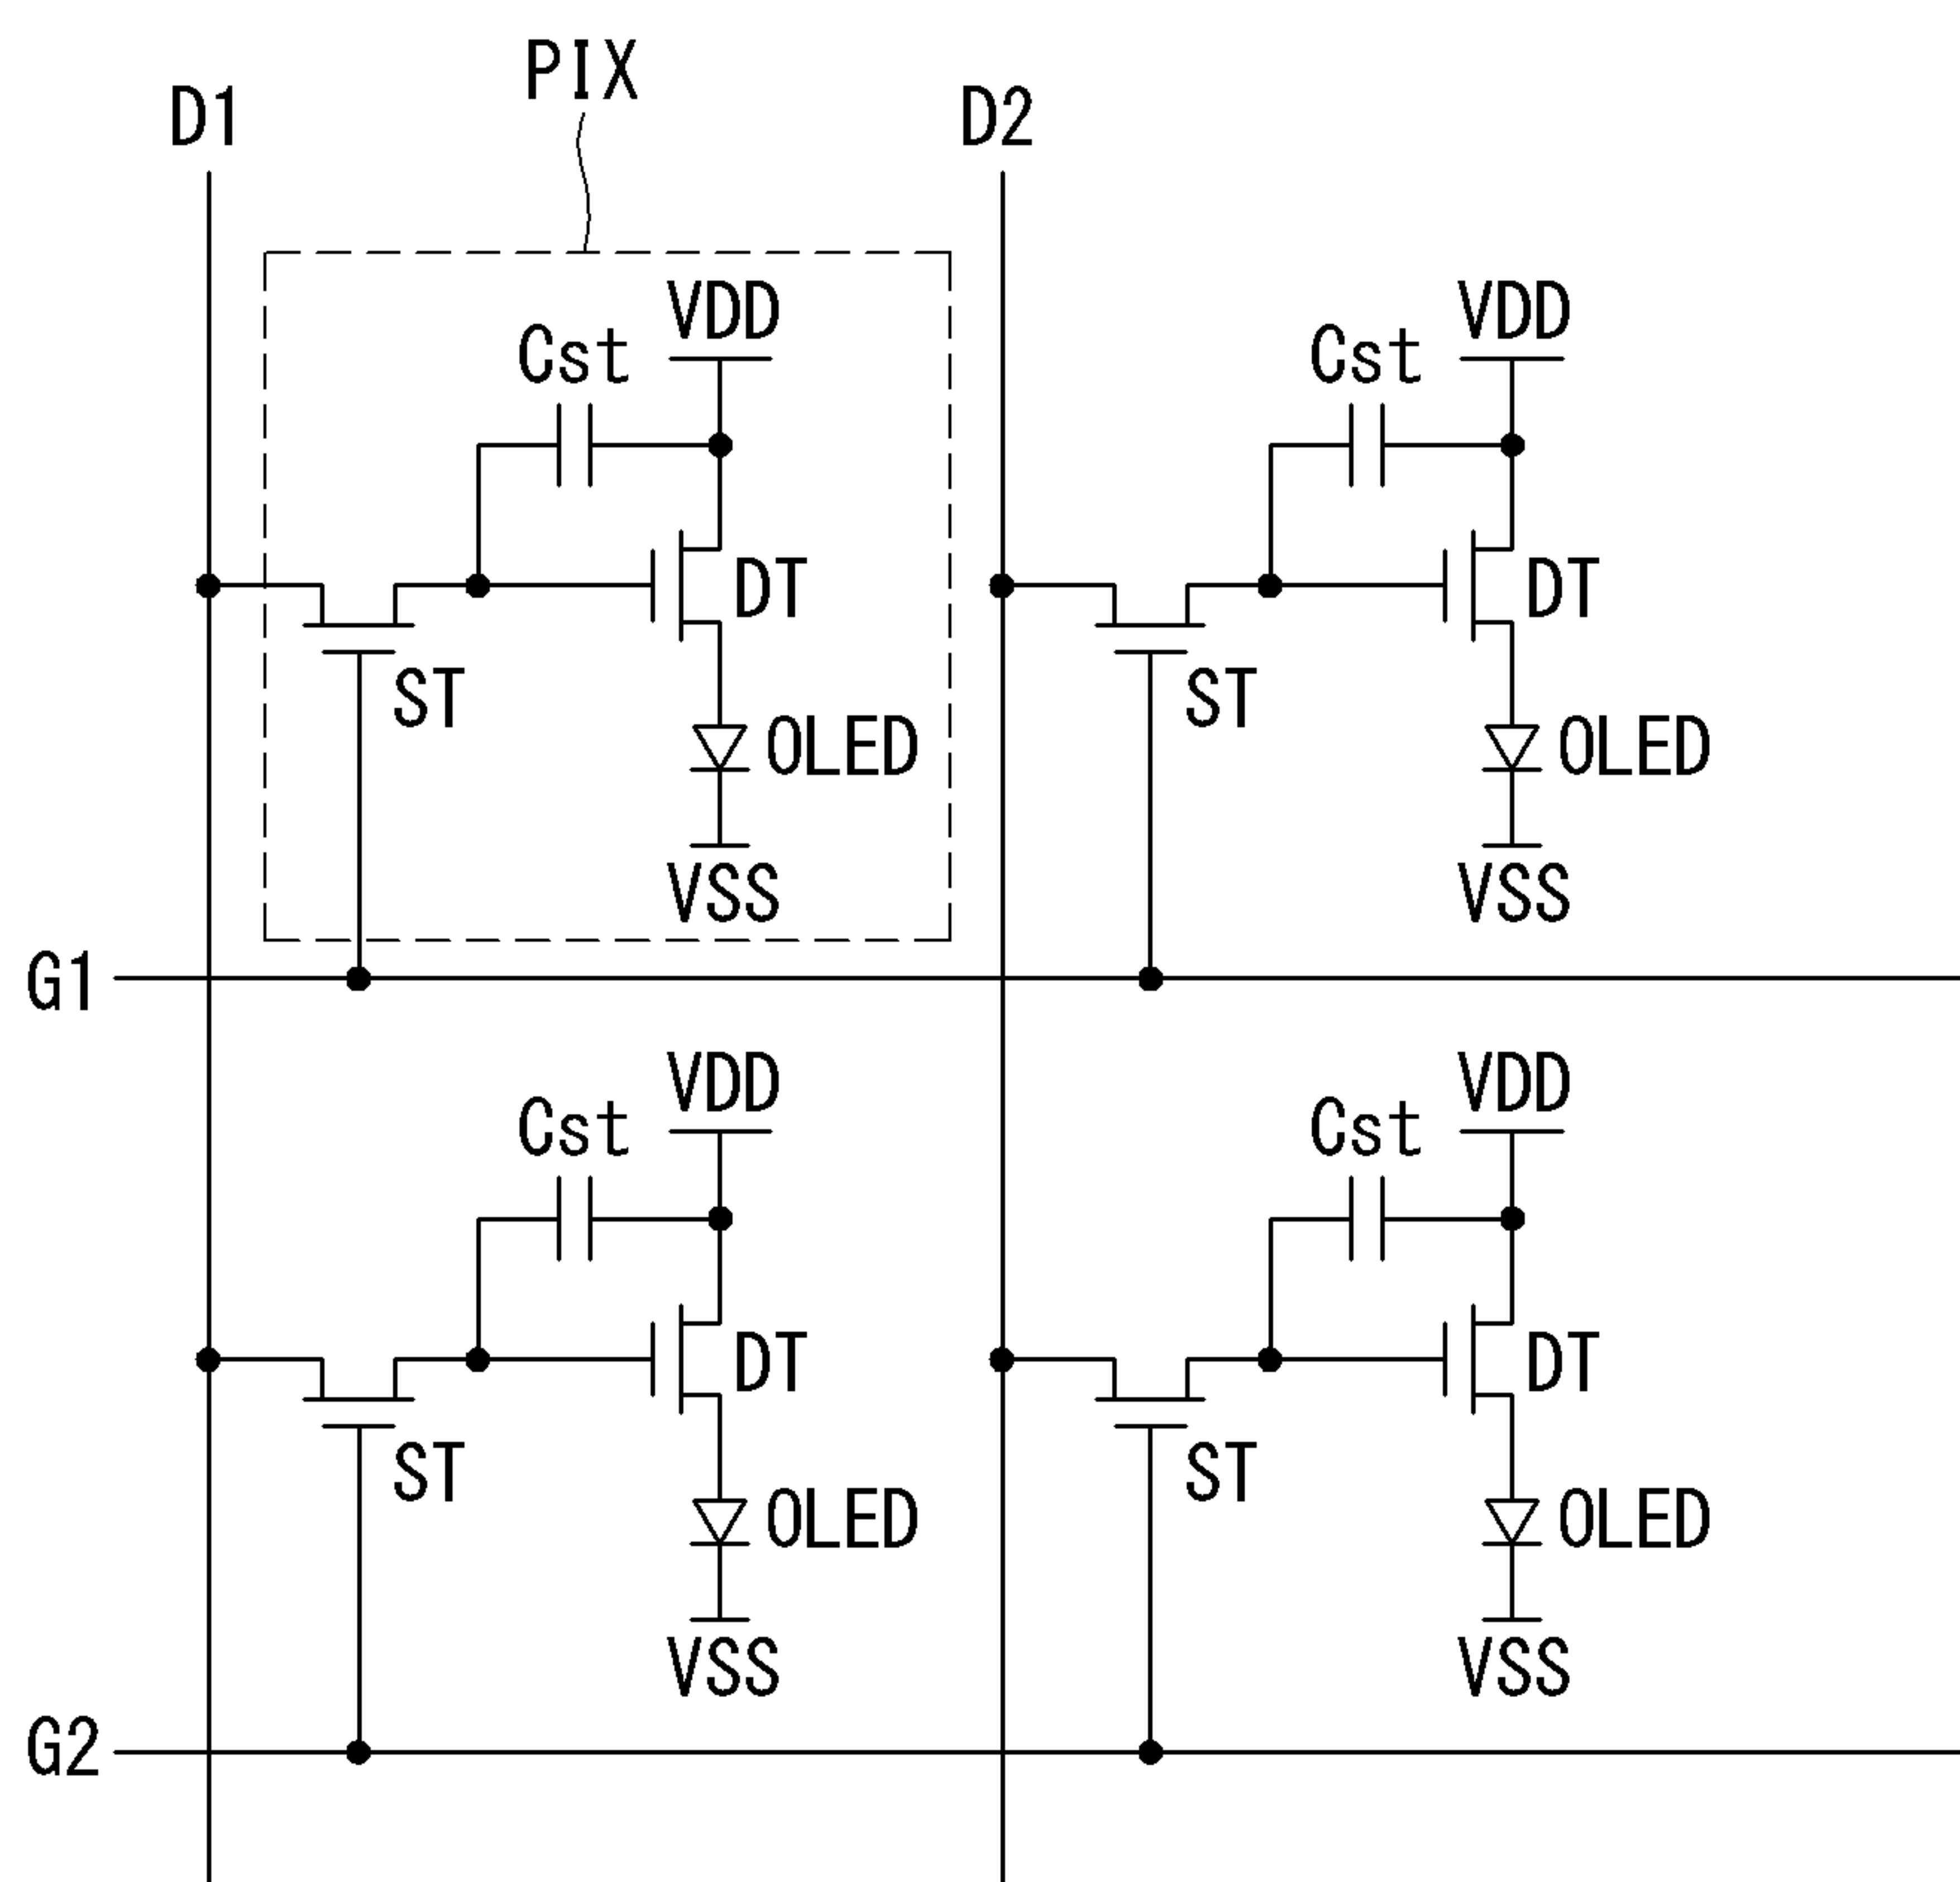 PIX
D1
D2
VDD
VDD
Cst
Cst
DT
DT
ST
ST
OLED
OLED
VSS
VSS
G1
VDD
VDD
Cst
Cst
DT
DT
ST
ST
OLED
OLED
VSS
VSS
G2